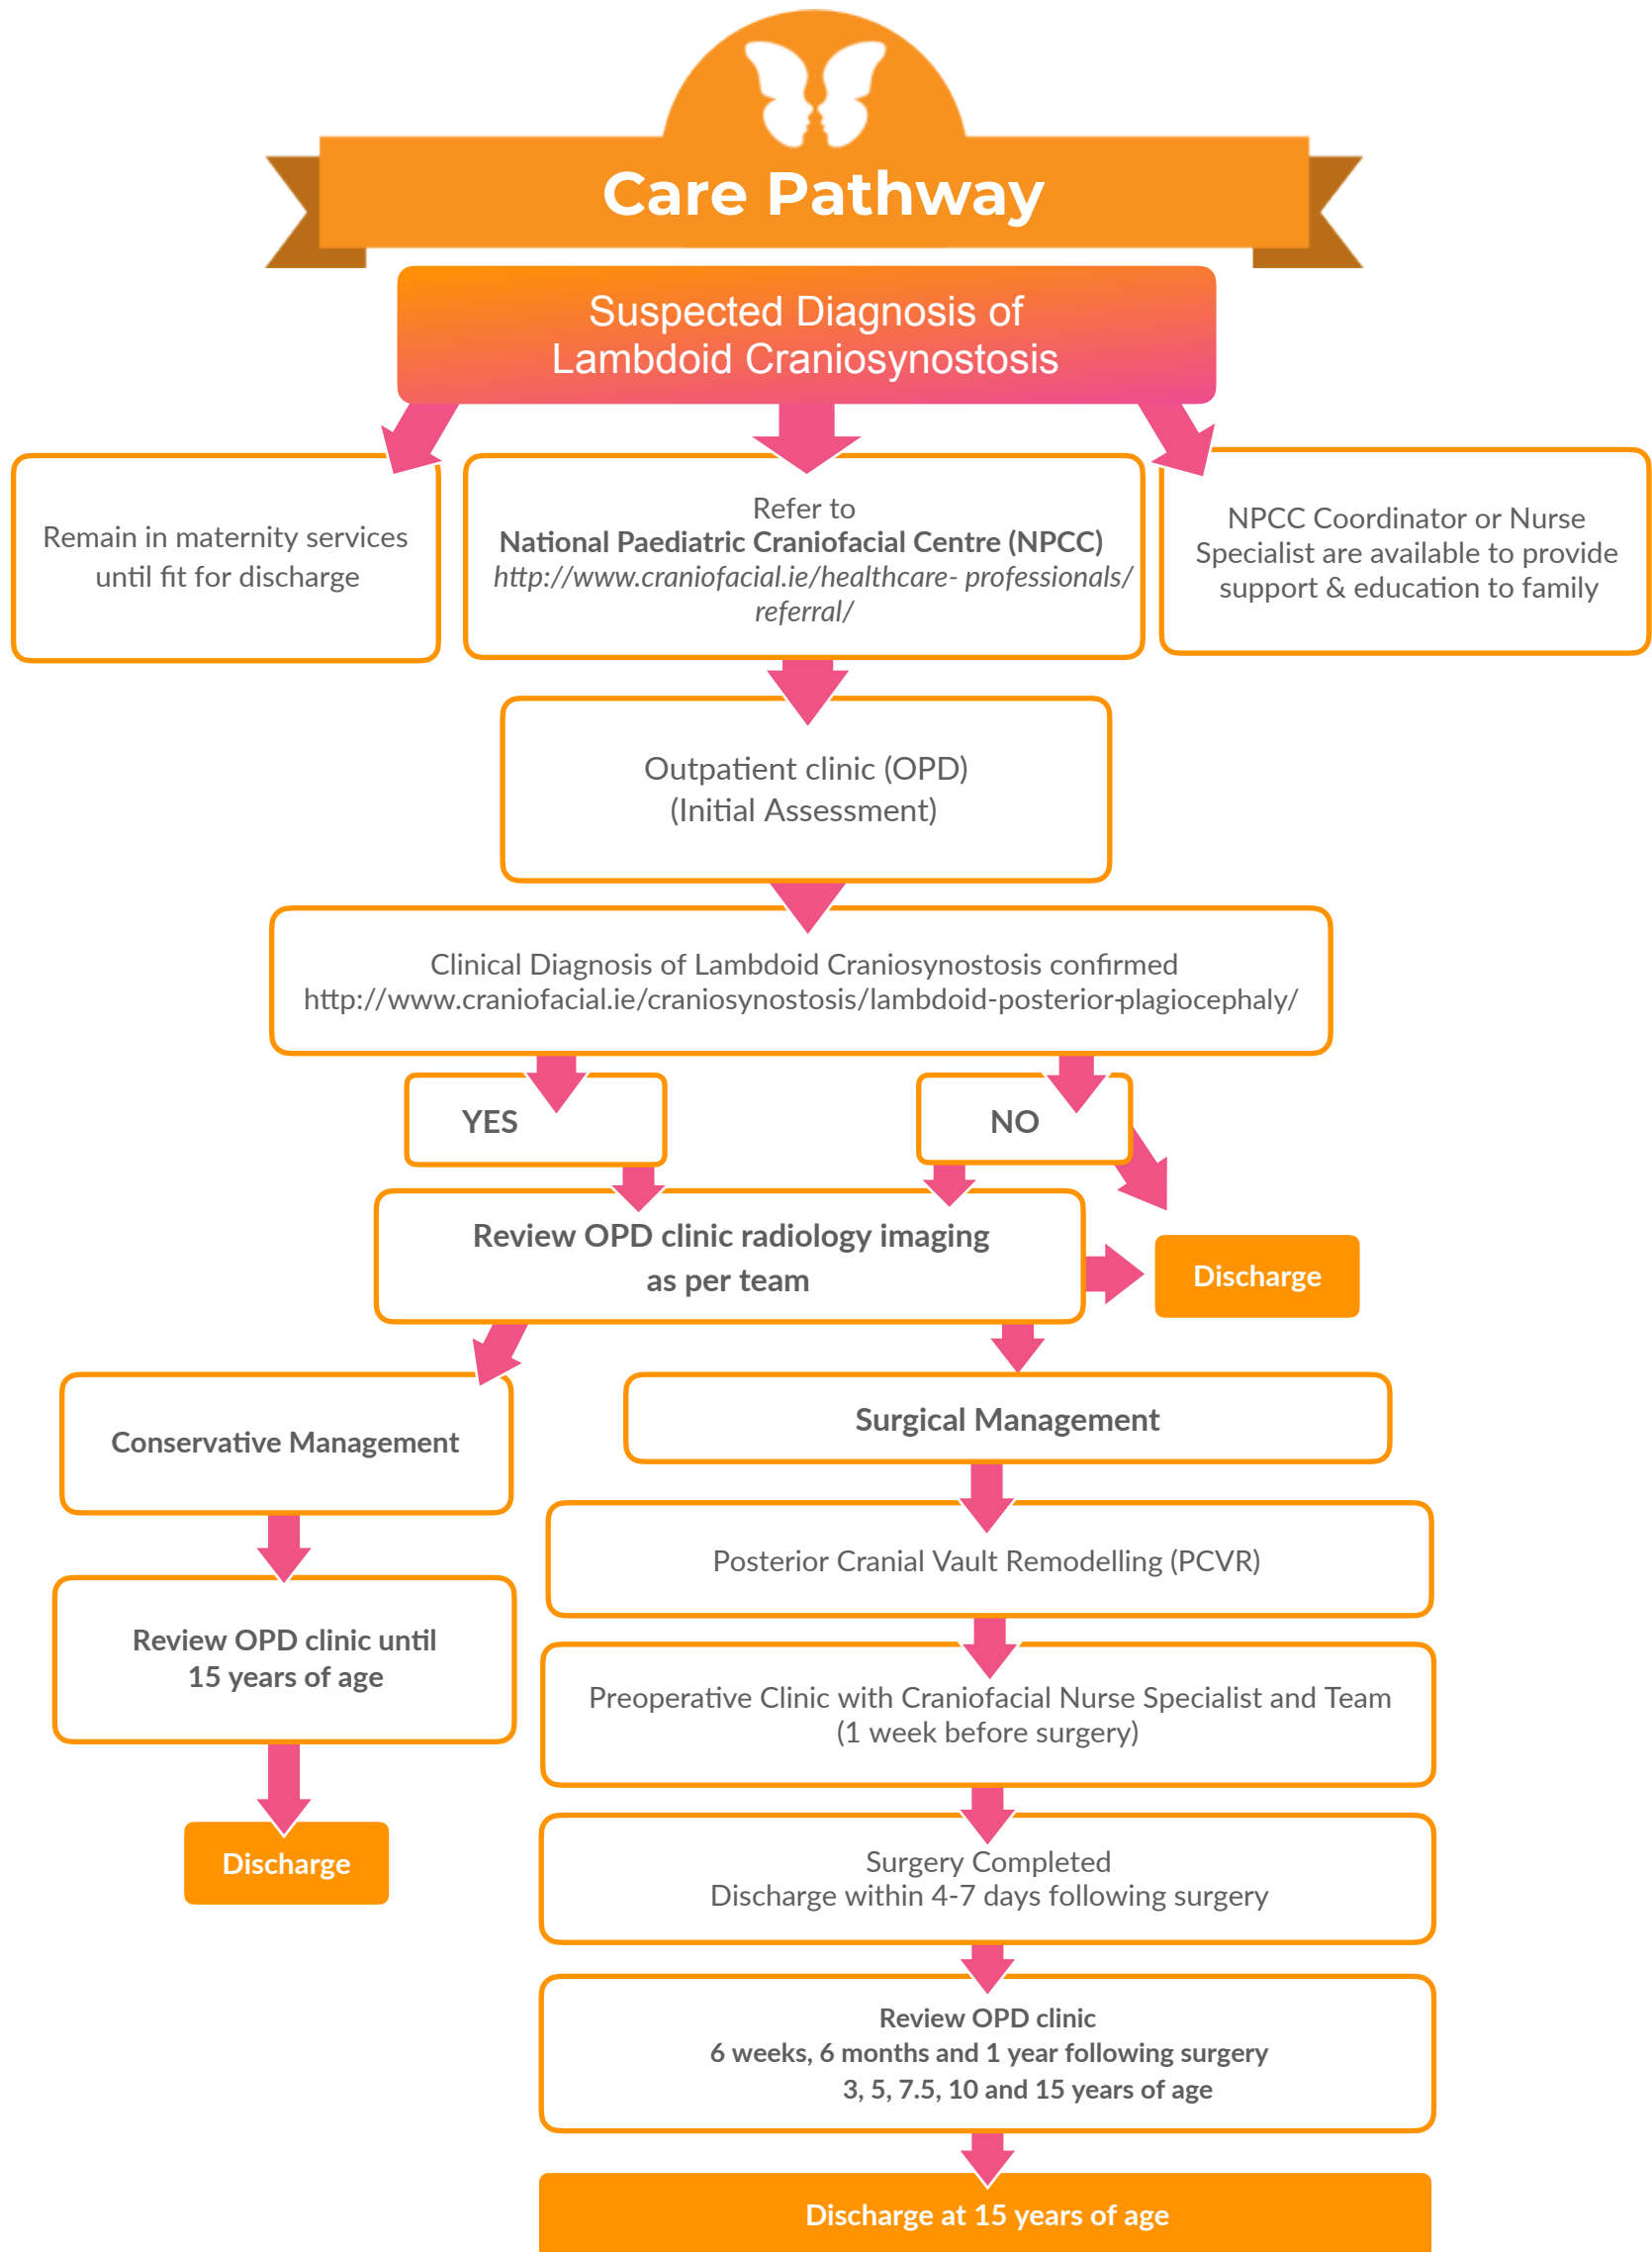 Care Pathway
Suspected Diagnosis of
Lambdoid Craniosynostosis
Remain in maternity services
until fit for discharge
Refer to
National Paediatric Craniofacial Centre (NPCC)
http://www.craniofacial.ie/healthcare- professionals/
referral/
NPCC Coordinator or Nurse
Specialist are available to provide
support & education to family
Outpatient clinic (OPD)
(Initial Assessment)
Clinical Diagnosis of Lambdoid Craniosynostosis confirmed
http://www.craniofacial.ie/craniosynostosis/lambdoid-posterior-plagiocephaly/
YES
NO
Review OPD clinic radiology imaging
as per team
Discharge
Conservative Management
Surgical Management
Posterior Cranial Vault Remodelling (PCVR)
Review OPD clinic until
15 years of age
Preoperative Clinic with Craniofacial Nurse Specialist and Team
(1 week before surgery)
Discharge
Surgery Completed
Discharge within 4-7 days following surgery
Review OPD clinic
6 weeks, 6 months and 1 year following surgery
3, 5, 7.5, 10 and 15 years of age
Discharge at 15 years of age